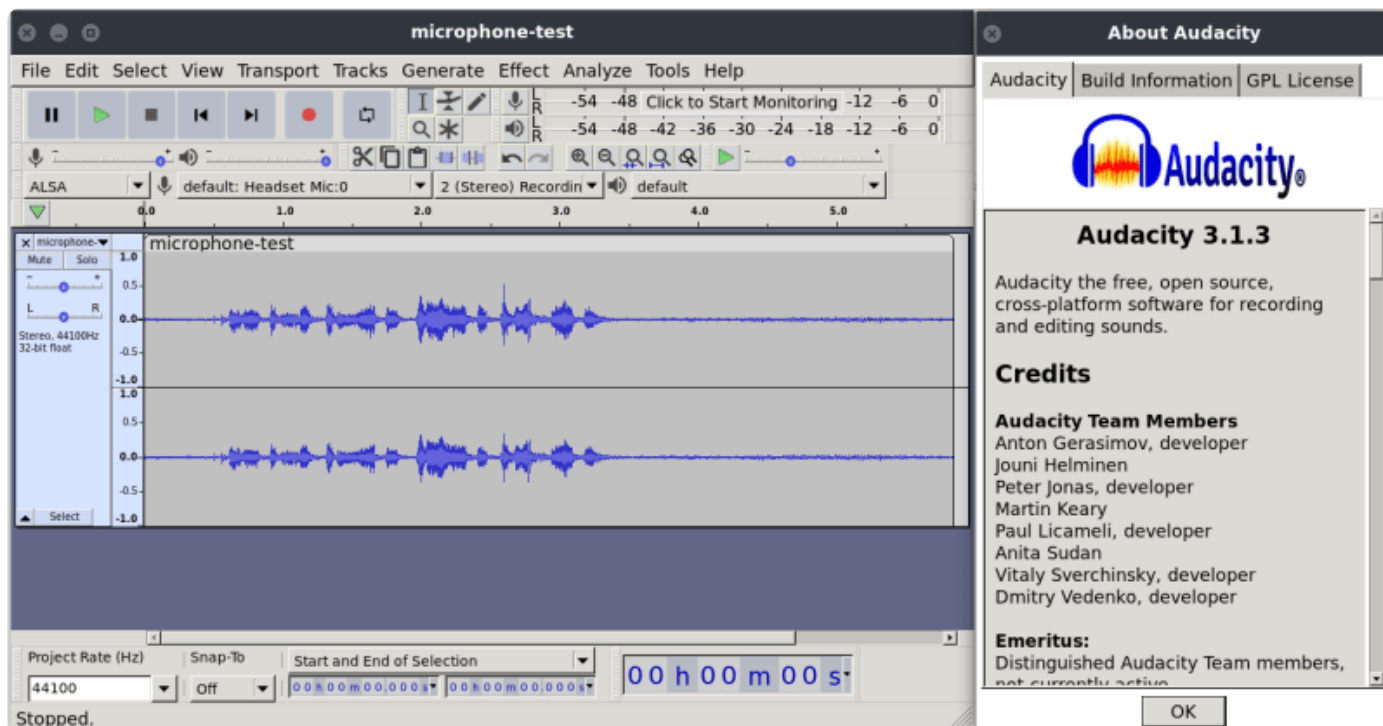 microphone-test
File Edit Select View Transport Tracks Generate Effect Analyze Tools Help
L
R
-54 -48 Click to Start Monitoring -12 -6 0
L
R
-54 -48 -42 -36 -30 -24 -18 -12 -6 0
- +
- +
- +
ALSA
default: Headset Mic:0
2 (Stereo) Recordin
default
0.0 1.0 2.0 3.0 4.0 5.0
x microphone-
microphone-test
Mute Solo
- +
L R
Stereo, 44100Hz
32-bit float
1.0
0.5-
0.0-
-0.5-
-1.0
1.0
0.5-
0.0-
-0.5-
-1.0
Select
Project Rate (Hz)
Snap-To
Start and End of Selection
44100
Off
00h00m00.000s
00h00m00.000s
00 h 00 m 00 s
Stopped.
About Audacity
Audacity
Build Information
GPL License
Audacity®
Audacity 3.1.3
Audacity the free, open source,
cross-platform software for recording
and editing sounds.
Credits
Audacity Team Members
Anton Gerasimov, developer
Jouni Helminen
Peter Jonas, developer
Martin Keary
Paul Licameli, developer
Anita Sudan
Vitaly Sverchinsky, developer
Dmitry Vedenko, developer
Emeritus:
Distinguished Audacity Team members,
not currently active
OK